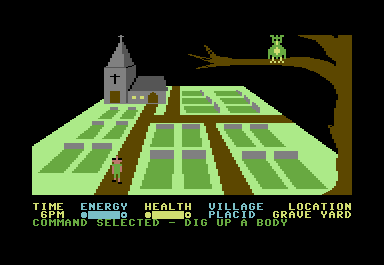 TIME ENERGY HEALTH VILLAGE LOCATION
6PM PLACID GRAVE YARD
COMMAND SELECTED - DIG UP A BODY